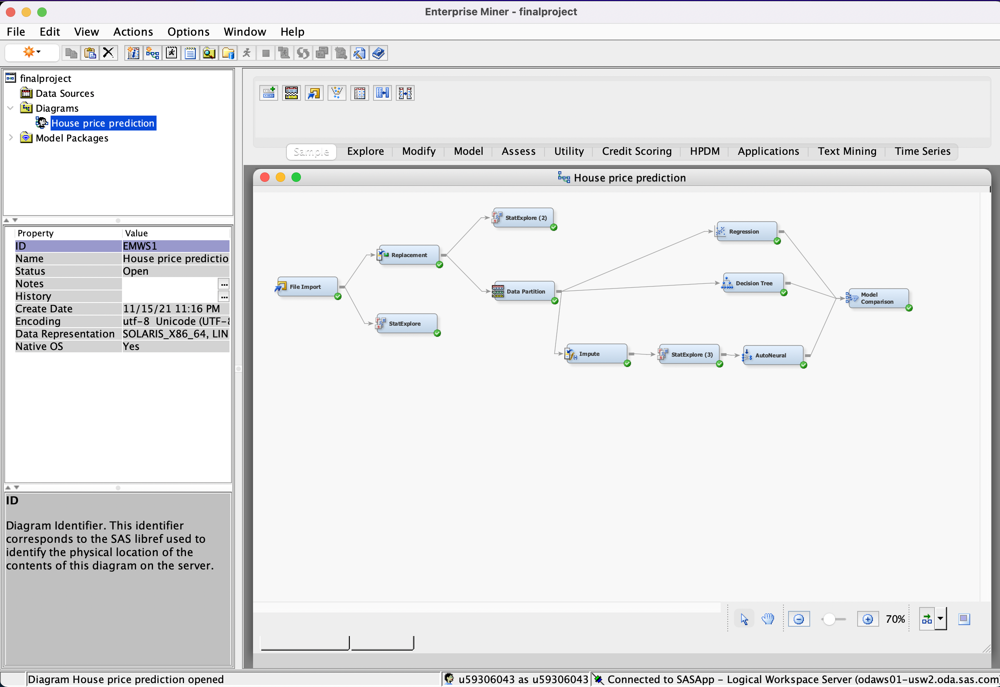 Enterprise Miner - finalproject
File Edit View Actions Options Window Help
finalproject
Data Sources
Diagrams
House price prediction
Model Packages
Sample Explore Modify Model Assess Utility Credit Scoring HPDM Applications Text Mining Time Series
House price prediction
Property Value
ID EMWS1
Name House price predictio
Status Open
Notes ...
History ...
Create Date 11/15/21 11:16 PM
Encoding utf-8 Unicode (UTF-8
Data Representation SOLARIS_X86_64, LIN
Native OS Yes
ID
Diagram Identifier. This identifier
corresponds to the SAS libref used to
identify the physical location of the
contents of this diagram on the server.
StatExplore (2)
Regression
Replacement
File Import
Data Partition
Decision Tree
Model
Comparison
StatExplore
Impute
StatExplore (3)
AutoNeural
70%
Diagram House price prediction opened
u59306043 as u59306043
Connected to SASApp - Logical Workspace Server (odaws01-usw2.oda.sas.com